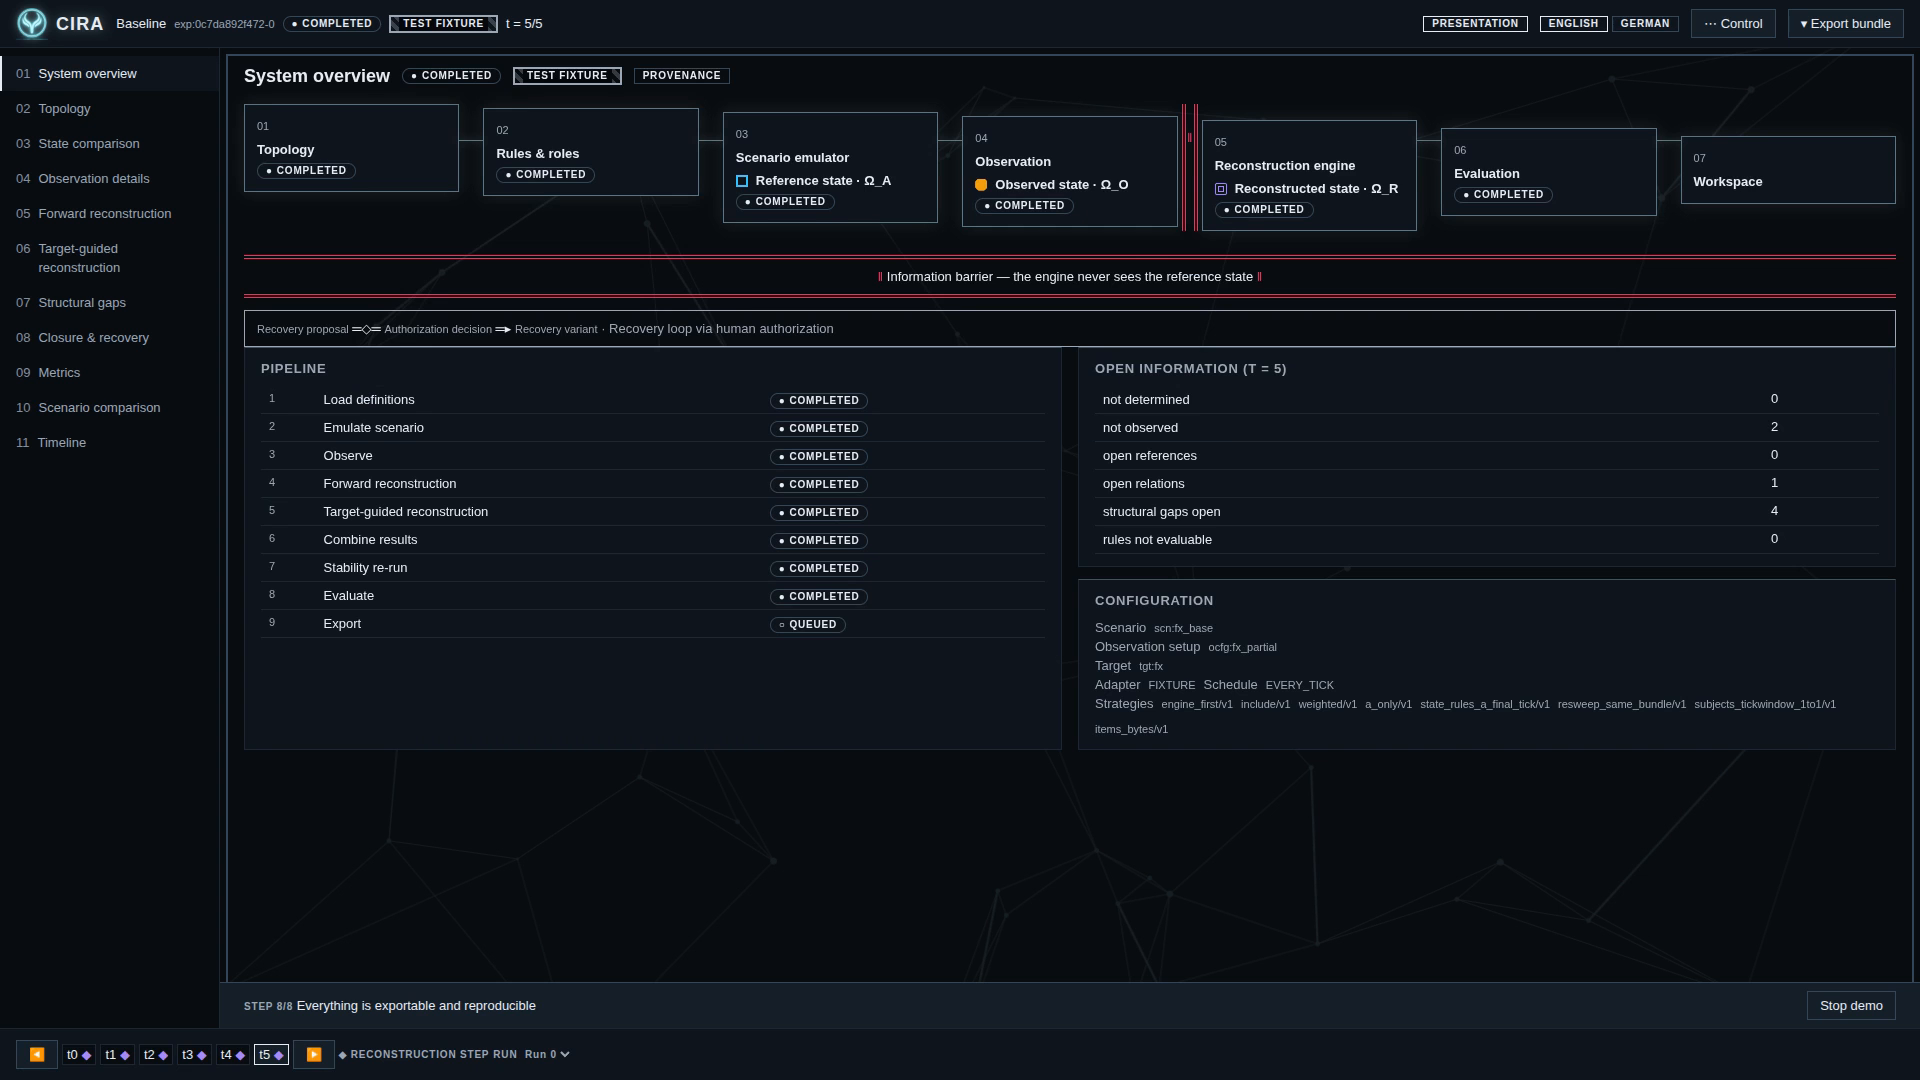 CIRA Baseline exp:0c7da892f472-0 ● COMPLETED TEST FIXTURE t = 5/5 PRESENTATION ENGLISH GERMAN ⋯ Control ▾ Export bundle
01 System overview
02 Topology
03 State comparison
04 Observation details
05 Forward reconstruction
06 Target-guided
reconstruction
07 Structural gaps
08 Closure & recovery
09 Metrics
10 Scenario comparison
11 Timeline
System overview ● COMPLETED TEST FIXTURE PROVENANCE
01
Topology
● COMPLETED
02
Rules & roles
● COMPLETED
03
Scenario emulator
Reference state · Ω_A
● COMPLETED
04
Observation
Observed state · Ω_O
● COMPLETED
‖
05
Reconstruction engine
Reconstructed state · Ω_R
● COMPLETED
06
Evaluation
● COMPLETED
07
Workspace
‖ Information barrier — the engine never sees the reference state ‖
Recovery proposal ═◇═ Authorization decision ═▸ Recovery variant · Recovery loop via human authorization
PIPELINE
1 Load definitions ● COMPLETED
2 Emulate scenario ● COMPLETED
3 Observe ● COMPLETED
4 Forward reconstruction ● COMPLETED
5 Target-guided reconstruction ● COMPLETED
6 Combine results ● COMPLETED
7 Stability re-run ● COMPLETED
8 Evaluate ● COMPLETED
9 Export ○ QUEUED
OPEN INFORMATION (T = 5)
not determined 0
not observed 2
open references 0
open relations 1
structural gaps open 4
rules not evaluable 0
CONFIGURATION
Scenario scn:fx_base
Observation setup ocfg:fx_partial
Target tgt:fx
Adapter FIXTURE Schedule EVERY_TICK
Strategies engine_first/v1 include/v1 weighted/v1 a_only/v1 state_rules_a_final_tick/v1 resweep_same_bundle/v1 subjects_tickwindow_1to1/v1
items_bytes/v1
STEP 8/8 Everything is exportable and reproducible Stop demo
t0 ◆ t1 ◆ t2 ◆ t3 ◆ t4 ◆ t5 ◆ ◆ RECONSTRUCTION STEP RUN Run 0